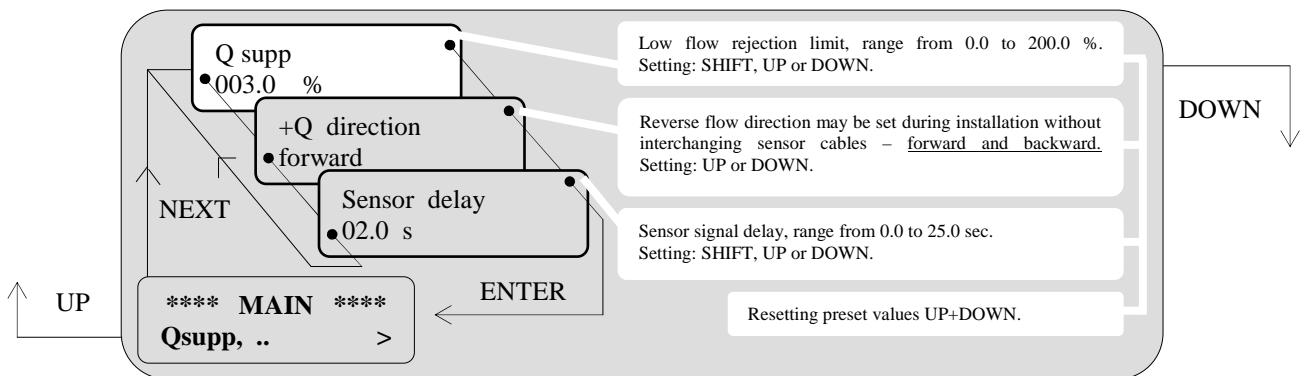 Q supp
003.0 %
+Q direction
forward
Sensor delay
02.0 s
NEXT
**** MAIN ****
Qsupp, .. >
UP
ENTER
Low flow rejection limit, range from 0.0 to 200.0 %.
Setting: SHIFT, UP or DOWN.
Reverse flow direction may be set during installation without
interchanging sensor cables – forward and backward.
Setting: UP or DOWN.
Sensor signal delay, range from 0.0 to 25.0 sec.
Setting: SHIFT, UP or DOWN.
Resetting preset values UP+DOWN.
DOWN